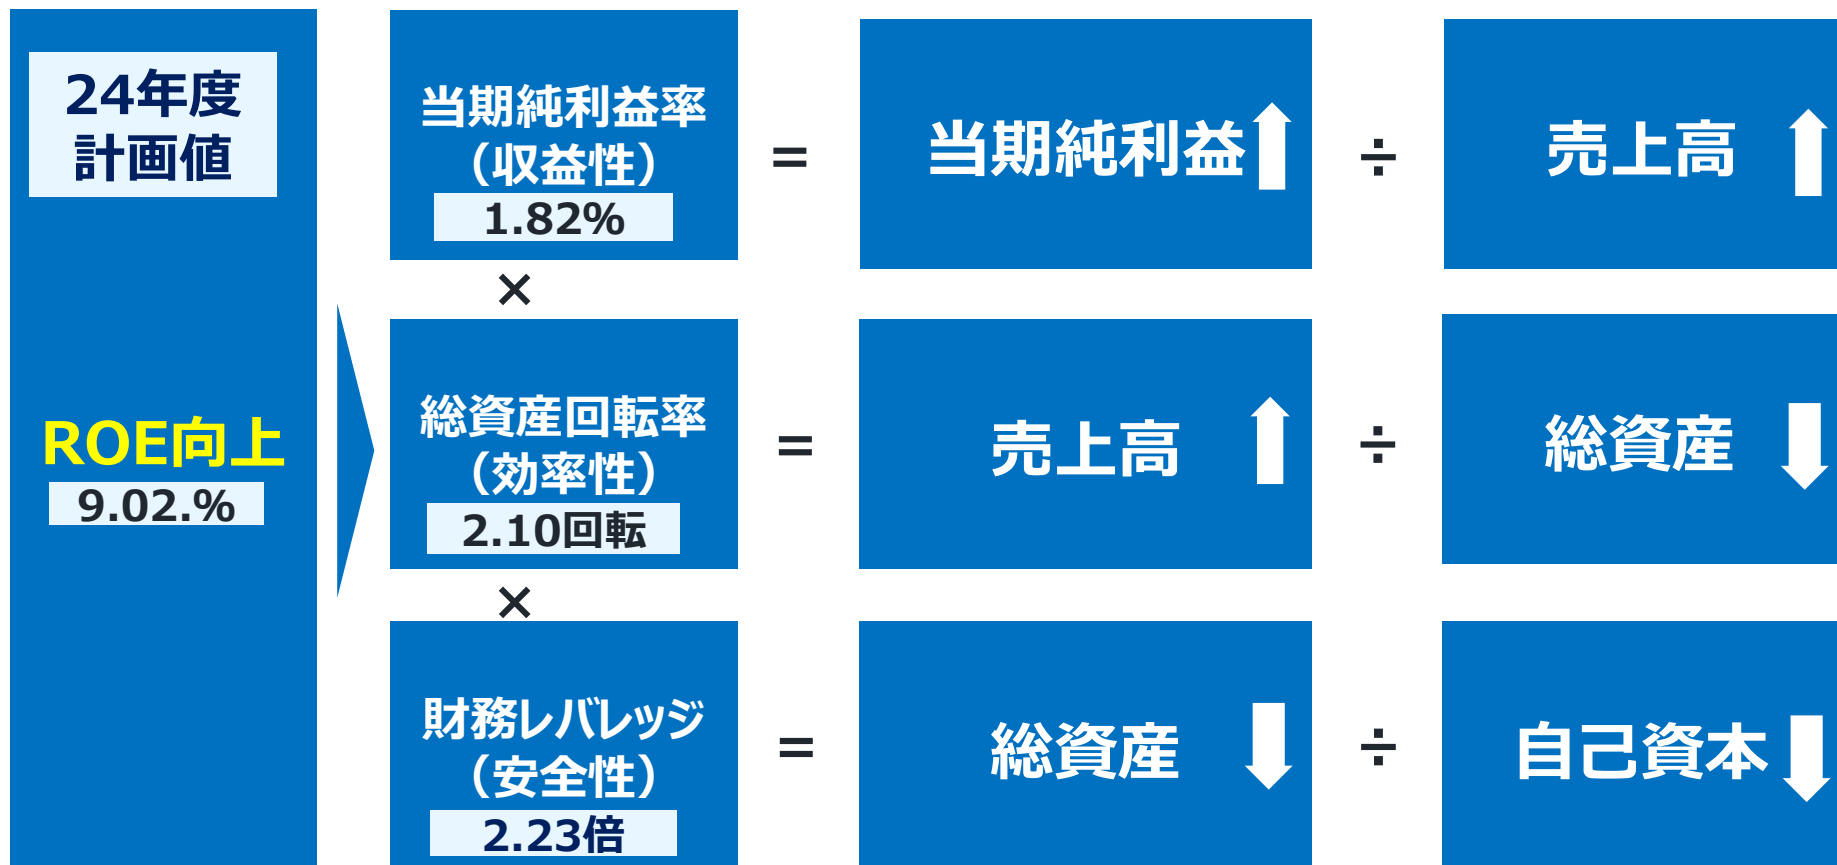 24年度
計画値
ROE向上
9.02.%
当期純利益率
（収益性）
1.82%
=
当期純利益
÷
売上高
×
総資産回転率
（効率性）
2.10回転
=
売上高
÷
総資産
×
財務レバレッジ
（安全性）
2.23倍
=
総資産
÷
自己資本